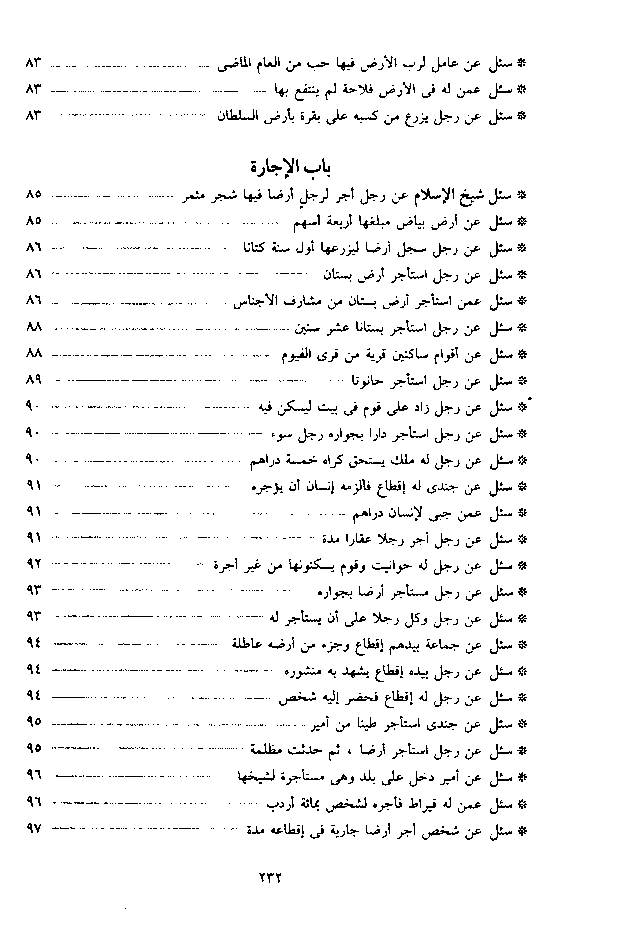 * سئل عن عامل لرب الأرض فيها حب من العام الماضى ٨٣
* سئل عمن له فى الأرض فلاحة لم ينتفع بها ٨٣
* سئل عن رجل يزرع من كسبه على بقرة بأرض السلطان ٨٣
باب الإجارة
* سئل شيخ الإسلام عن رجل أجر لرجل أرضا فيها شجر مثمر ٨٥
* سئل عن أرض بياض مبلغها أربعة أسهم ٨٥
* سئل عن رجل سجل أرضا ليزرعها أول سنة كتانا ٨٦
* سئل عن رجل استأجر أرض بستان ٨٦
* سئل عمن استأجر أرض بستان من مشارف الأجناس ٨٦
* سئل عن رجل استأجر بستانا عشر سنين ٨٨
* سئل عن أقوام ساكنين قرية من قرى الفيوم ٨٨
* سئل عن رجل استأجر حانوتا ٨٩
* سئل عن رجل زاد على قوم فى بيت ليسكن فيه ٩٠
* سئل عن رجل استأجر دارا بجواره رجل سوء ٩٠
* سئل عن رجل له ملك يستحق كراه خمسة دراهم ٩٠
* سئل عن جندى له إقطاع فألزمه إنسان أن يؤجره ٩١
* سئل عمن جبى لإنسان دراهم ٩١
* سئل عن رجل أجر رجلا عقارا مدة ٩١
* سئل عن رجل له حوانيت وقوم يسكنونها من غير أجرة ٩٢
* سئل عن رجل مستأجر أرضا بجواره ٩٣
* سئل عن رجل وكل رجلا على أن يستأجر له ٩٣
* سئل عن جماعة بيدهم إقطاع وجزء من أرضه عاطلة ٩٤
* سئل عن رجل بيده إقطاع يشهد به منشوره ٩٤
* سئل عن رجل له إقطاع فحضر إليه شخص ٩٤
* سئل عن جندى استأجر طينا من أمير ٩٥
* سئل عن رجل استأجر أرضا ، ثم حدثت مظلمة ٩٥
* سئل عن أمير دخل على بلد وهى مستأجرة لشيخها ٩٦
* سئل عمن له قيراط فأجره لشخص بمائة أردب ٩٦
* سئل عن شخص أجر أرضا جارية فى إقطاعه مدة ٩٧
٢٣٢